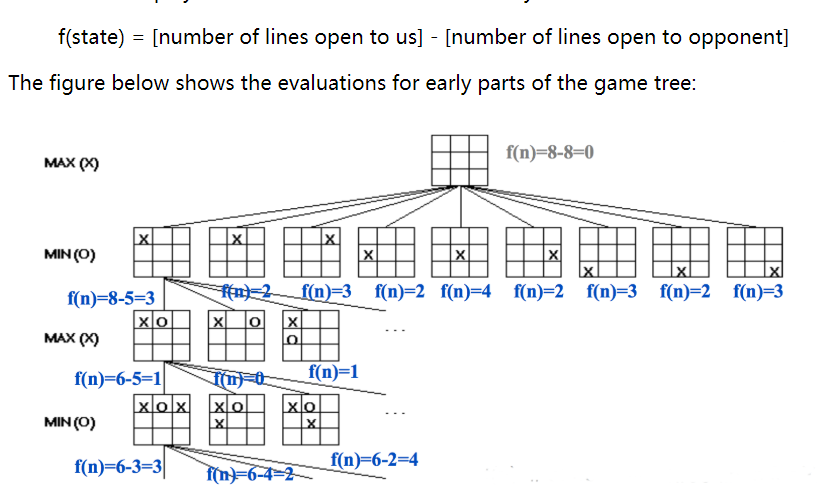 f(state) = [number of lines open to us] - [number of lines open to opponent]
The figure below shows the evaluations for early parts of the game tree:
MAX (X)
f(n)=8-8=0
MIN (O)
X X X X X X X X X
f(n)=8-5=3 f(n)=2 f(n)=3 f(n)=2 f(n)=4 f(n)=2 f(n)=3 f(n)=2 f(n)=3
X O X O X
...
MAX (X)
O
f(n)=6-5=1 f(n)=0 f(n)=1
X O X X O X O
...
MIN (O)
X X
f(n)=6-3=3 f(n)=6-4=2 f(n)=6-2=4